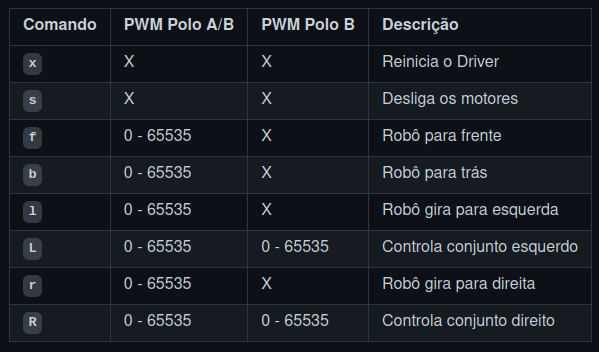 Comando PWM Polo A/B PWM Polo B Descrição
x X X Reinicia o Driver
s X X Desliga os motores
f 0 - 65535 X Robô para frente
b 0 - 65535 X Robô para trás
l 0 - 65535 X Robô gira para esquerda
L 0 - 65535 0 - 65535 Controla conjunto esquerdo
r 0 - 65535 X Robô gira para direita
R 0 - 65535 0 - 65535 Controla conjunto direito